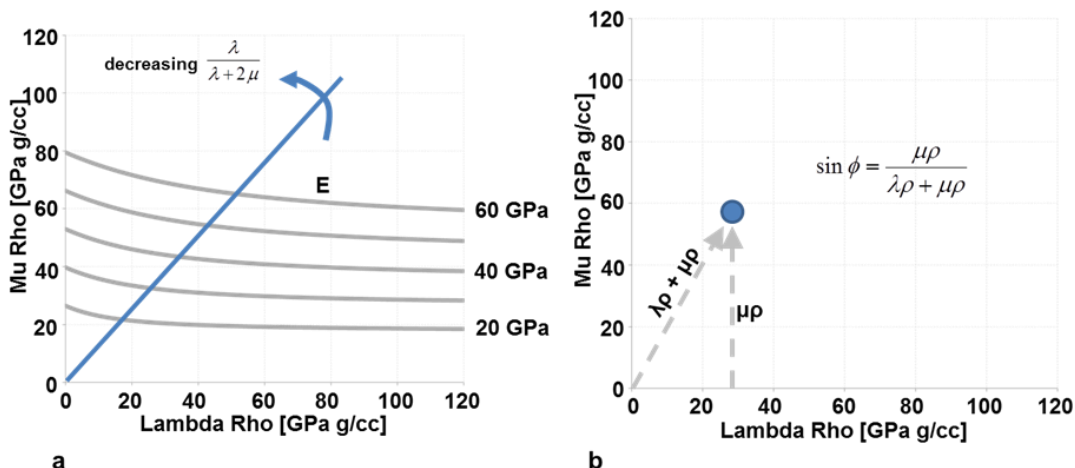 120
100
80
60
40
20
0
Mu Rho [GPa g/cc]
decreasing λ/(λ+2μ)
E
60 GPa
40 GPa
20 GPa
0 20 40 60 80 100 120
Lambda Rho [GPa g/cc]
a
120
100
80
60
40
20
0
Mu Rho [GPa g/cc]
sin ϕ = μρ/(λρ + μρ)
λρ + μρ
μρ
0 20 40 60 80 100 120
Lambda Rho [GPa g/cc]
b